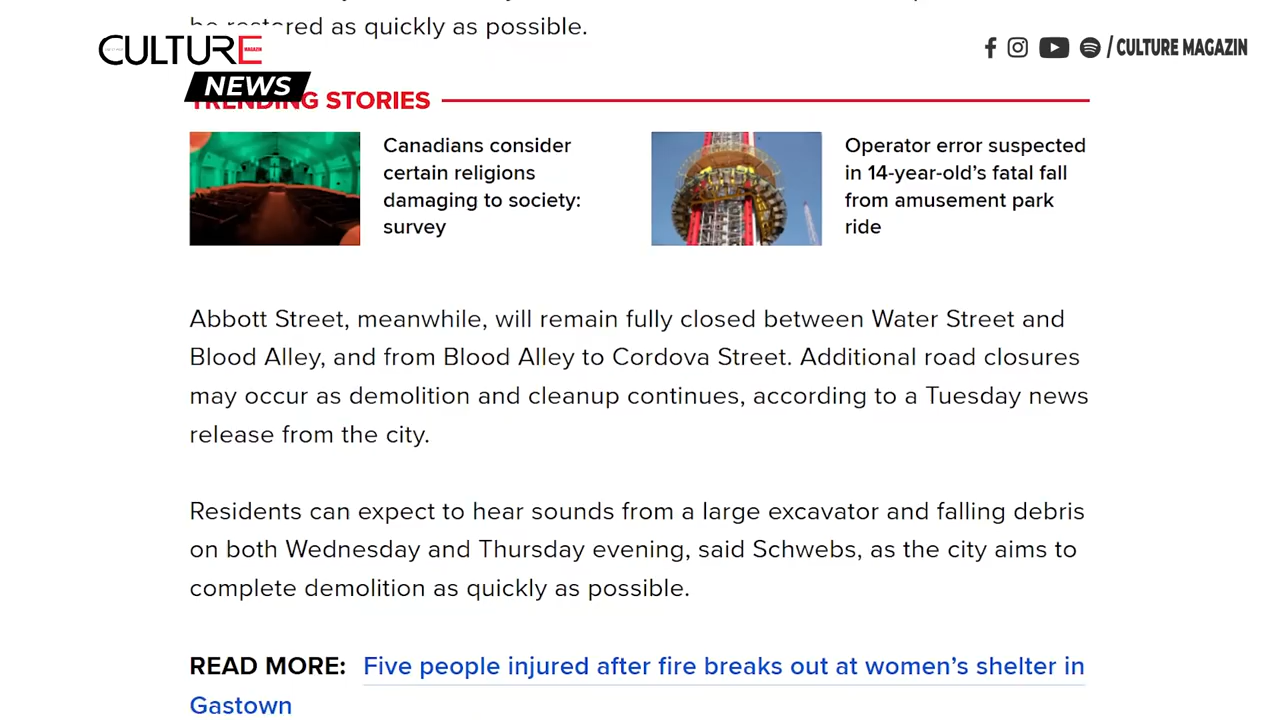 be restored as quickly as possible.
CULTURE
MAGAZIN
/ CULTURE MAGAZIN
NEWS
TRENDING STORIES
Canadians consider
certain religions
damaging to society:
survey
Operator error suspected
in 14-year-old’s fatal fall
from amusement park
ride
Abbott Street, meanwhile, will remain fully closed between Water Street and
Blood Alley, and from Blood Alley to Cordova Street. Additional road closures
may occur as demolition and cleanup continues, according to a Tuesday news
release from the city.
Residents can expect to hear sounds from a large excavator and falling debris
on both Wednesday and Thursday evening, said Schwebs, as the city aims to
complete demolition as quickly as possible.
READ MORE: Five people injured after fire breaks out at women’s shelter in
Gastown